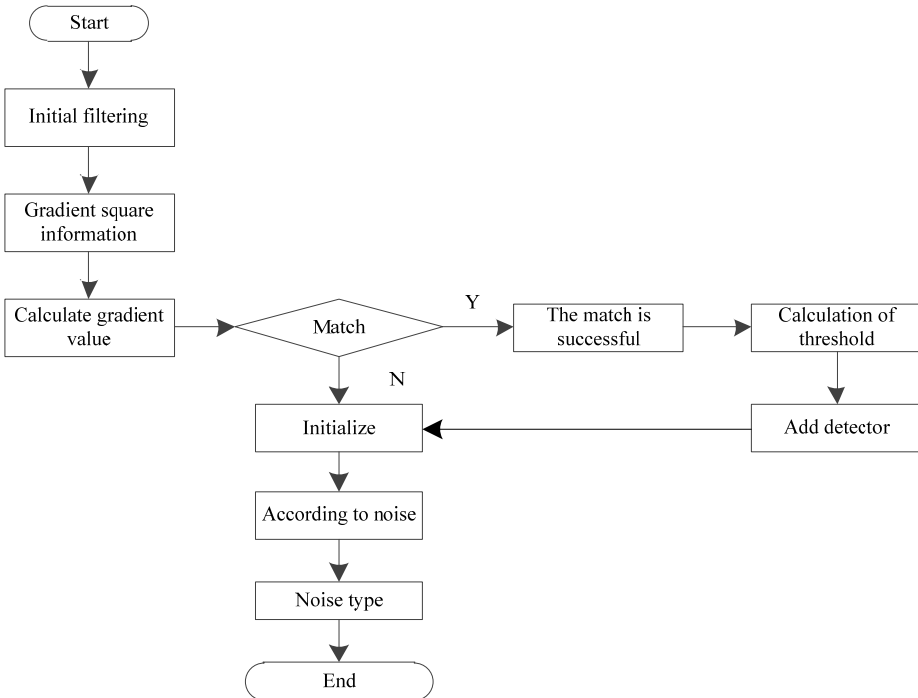 Start
Initial filtering
Gradient square
information
Calculate gradient
value
Match
Y
The match is
successful
Calculation of
threshold
N
Initialize
Add detector
According to noise
Noise type
End